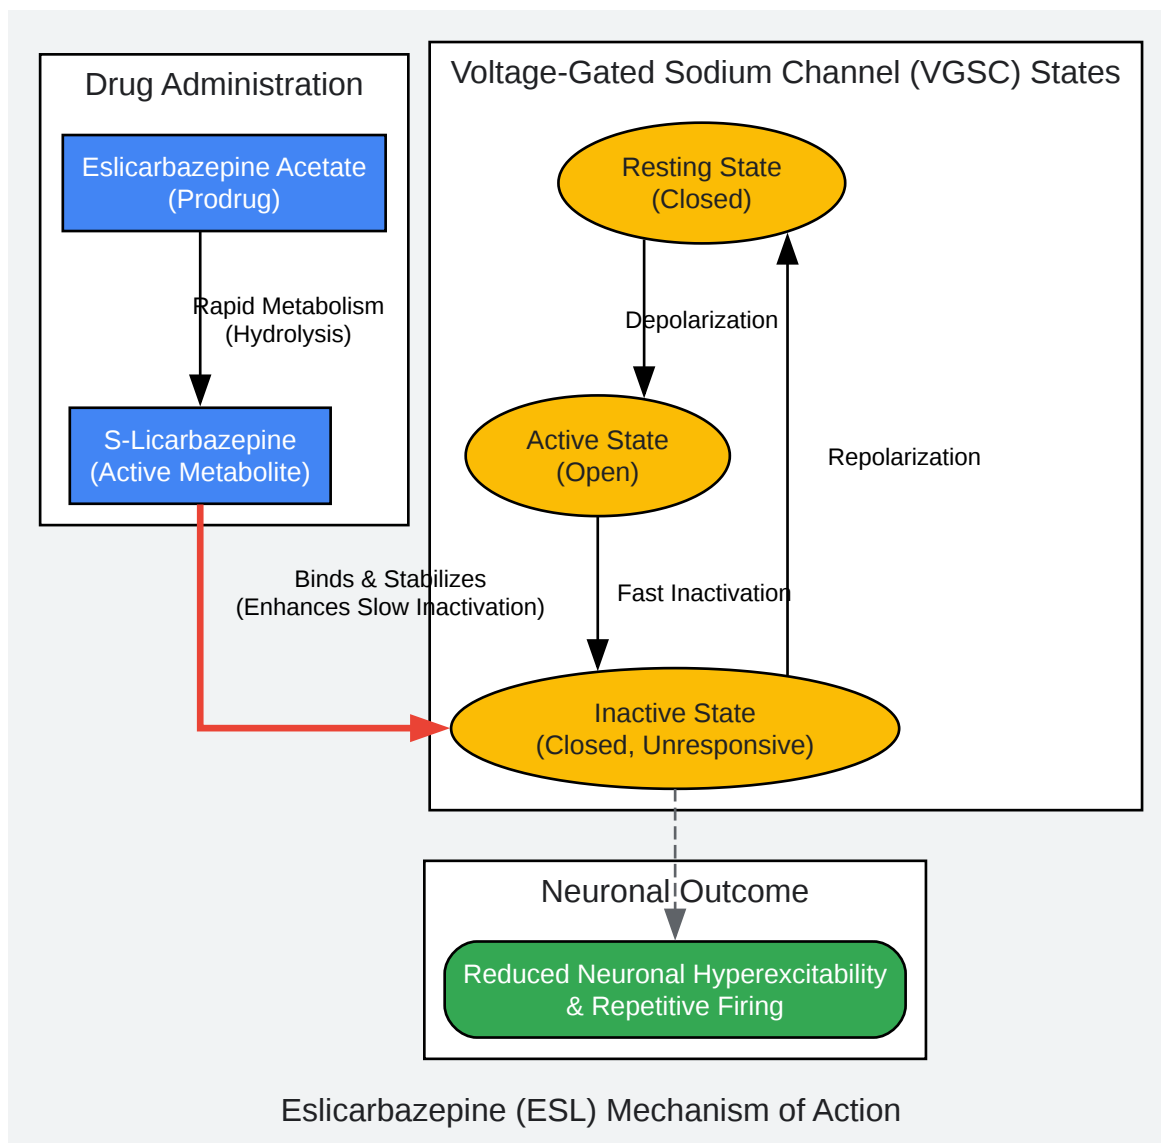 Drug Administration
Eslicarbazepine Acetate
(Prodrug)
Rapid Metabolism
(Hydrolysis)
S-Licarbazepine
(Active Metabolite)
Binds & Stabilizes
(Enhances Slow Inactivation)
Voltage-Gated Sodium Channel (VGSC) States
Resting State
(Closed)
Depolarization
Active State
(Open)
Repolarization
Fast Inactivation
Inactive State
(Closed, Unresponsive)
Neuronal Outcome
Reduced Neuronal Hyperexcitability
& Repetitive Firing
Eslicarbazepine (ESL) Mechanism of Action